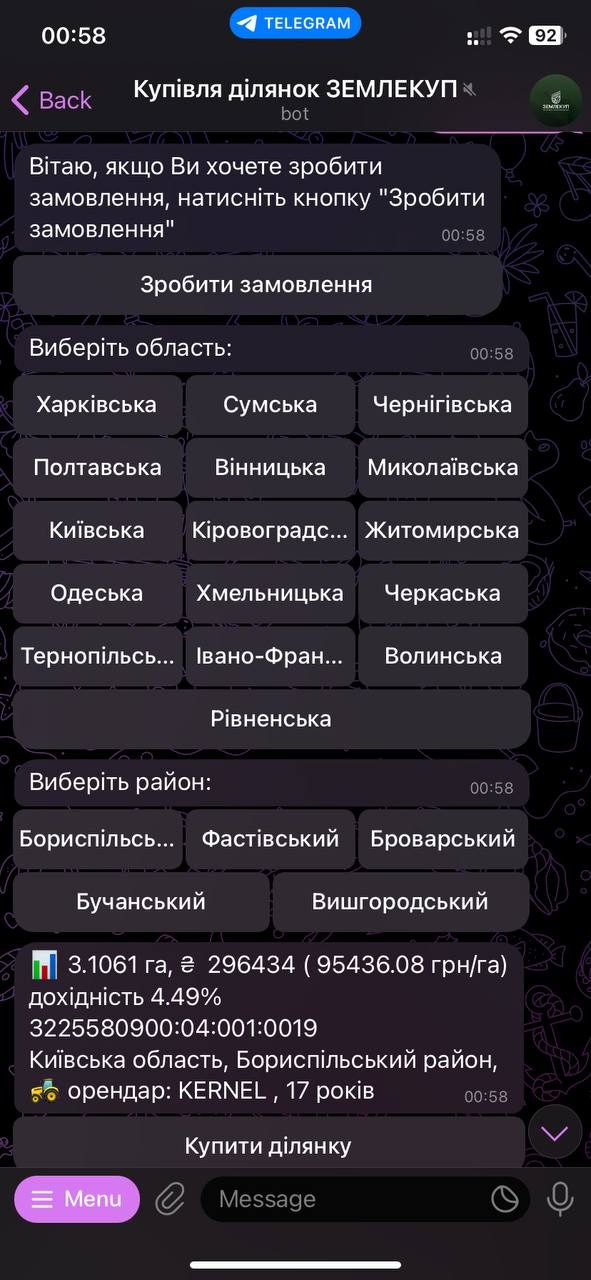 00:58
TELEGRAM
92
Back
Купівля ділянок ЗЕМЛЕКУП
bot
ЗЕМЛЕКУП
Вітаю, якщо Ви хочете зробити
замовлення, натисніть кнопку "Зробити
замовлення"
00:58
Зробити замовлення
Виберіть область:
00:58
Харківська Сумська Чернігівська
Полтавська Вінницька Миколаївська
Київська Кіровоградс... Житомирська
Одеська Хмельницька Черкаська
Тернопільсь... Івано-Фран... Волинська
Рівненська
Виберіть район:
00:58
Бориспільсь... Фастівський Броварський
Бучанський Вишгородський
📊 3.1061 га, ₴ 296434 ( 95436.08 грн/га)
дохідність 4.49%
3225580900:04:001:0019
Київська область, Бориспільський район,
🚜 орендар: KERNEL , 17 років
00:58
Купити ділянку
Menu
Message